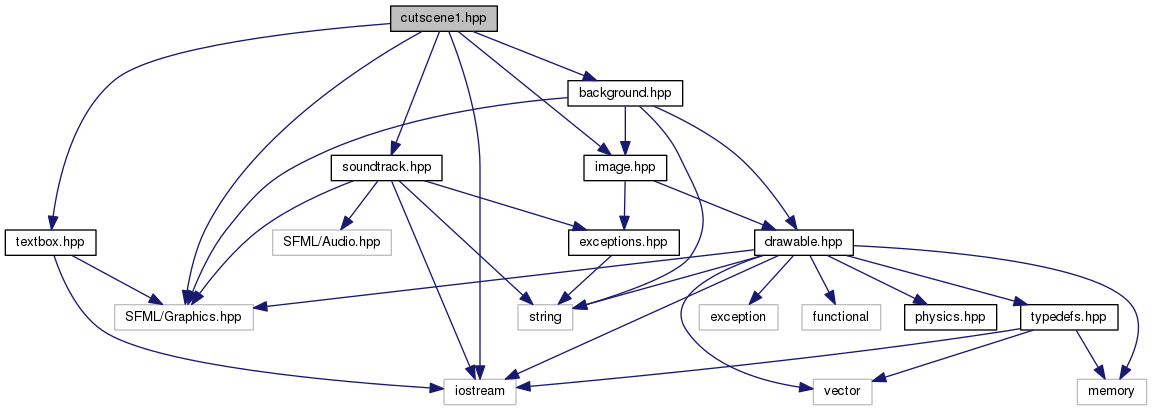 cutscene1.hpp
background.hpp
soundtrack.hpp
image.hpp
textbox.hpp
SFML/Audio.hpp
exceptions.hpp
drawable.hpp
SFML/Graphics.hpp
string
exception
functional
physics.hpp
typedefs.hpp
iostream
vector
memory